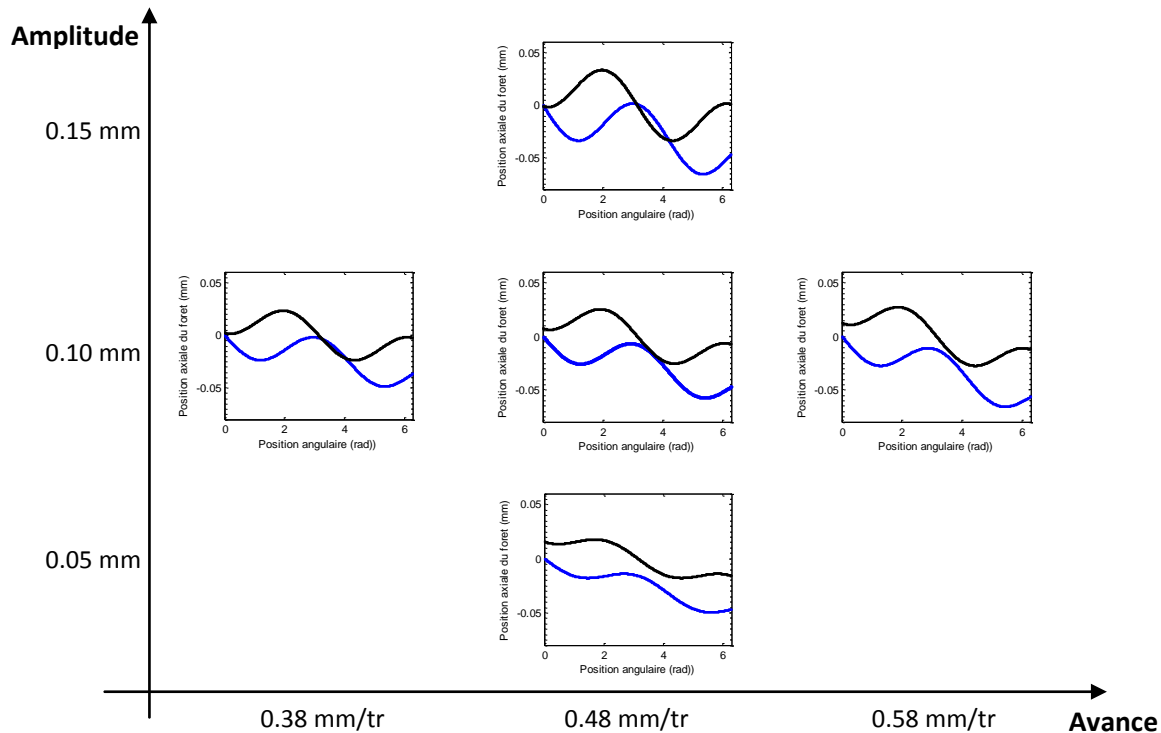 Amplitude
0.15 mm
0.10 mm
0.05 mm
Position axiale du foret (mm)
0.05
0
-0.05
0 2 4 6
Position angulaire (rad))
Position axiale du foret (mm)
0.05
0
-0.05
0 2 4 6
Position angulaire (rad))
Position axiale du foret (mm)
0.05
0
-0.05
0 2 4 6
Position angulaire (rad))
Position axiale du foret (mm)
0.05
0
-0.05
0 2 4 6
Position angulaire (rad))
Position axiale du foret (mm)
0.05
0
-0.05
0 2 4 6
Position angulaire (rad))
0.38 mm/tr 0.48 mm/tr 0.58 mm/tr Avance